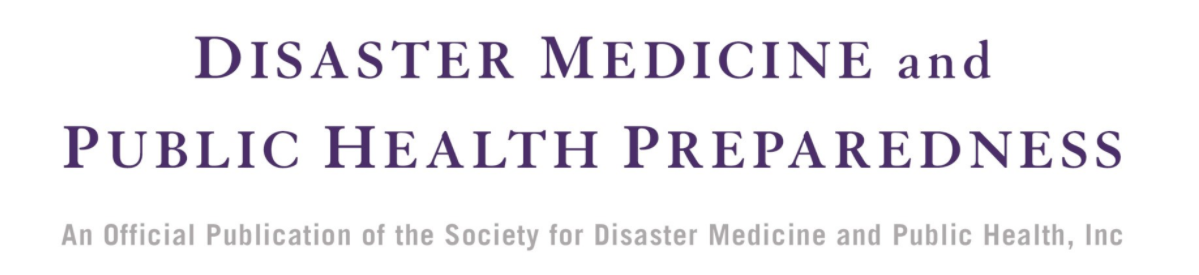 DISASTER MEDICINE and
PUBLIC HEALTH PREPAREDNESS
An Official Publication of the Society for Disaster Medicine and Public Health, Inc